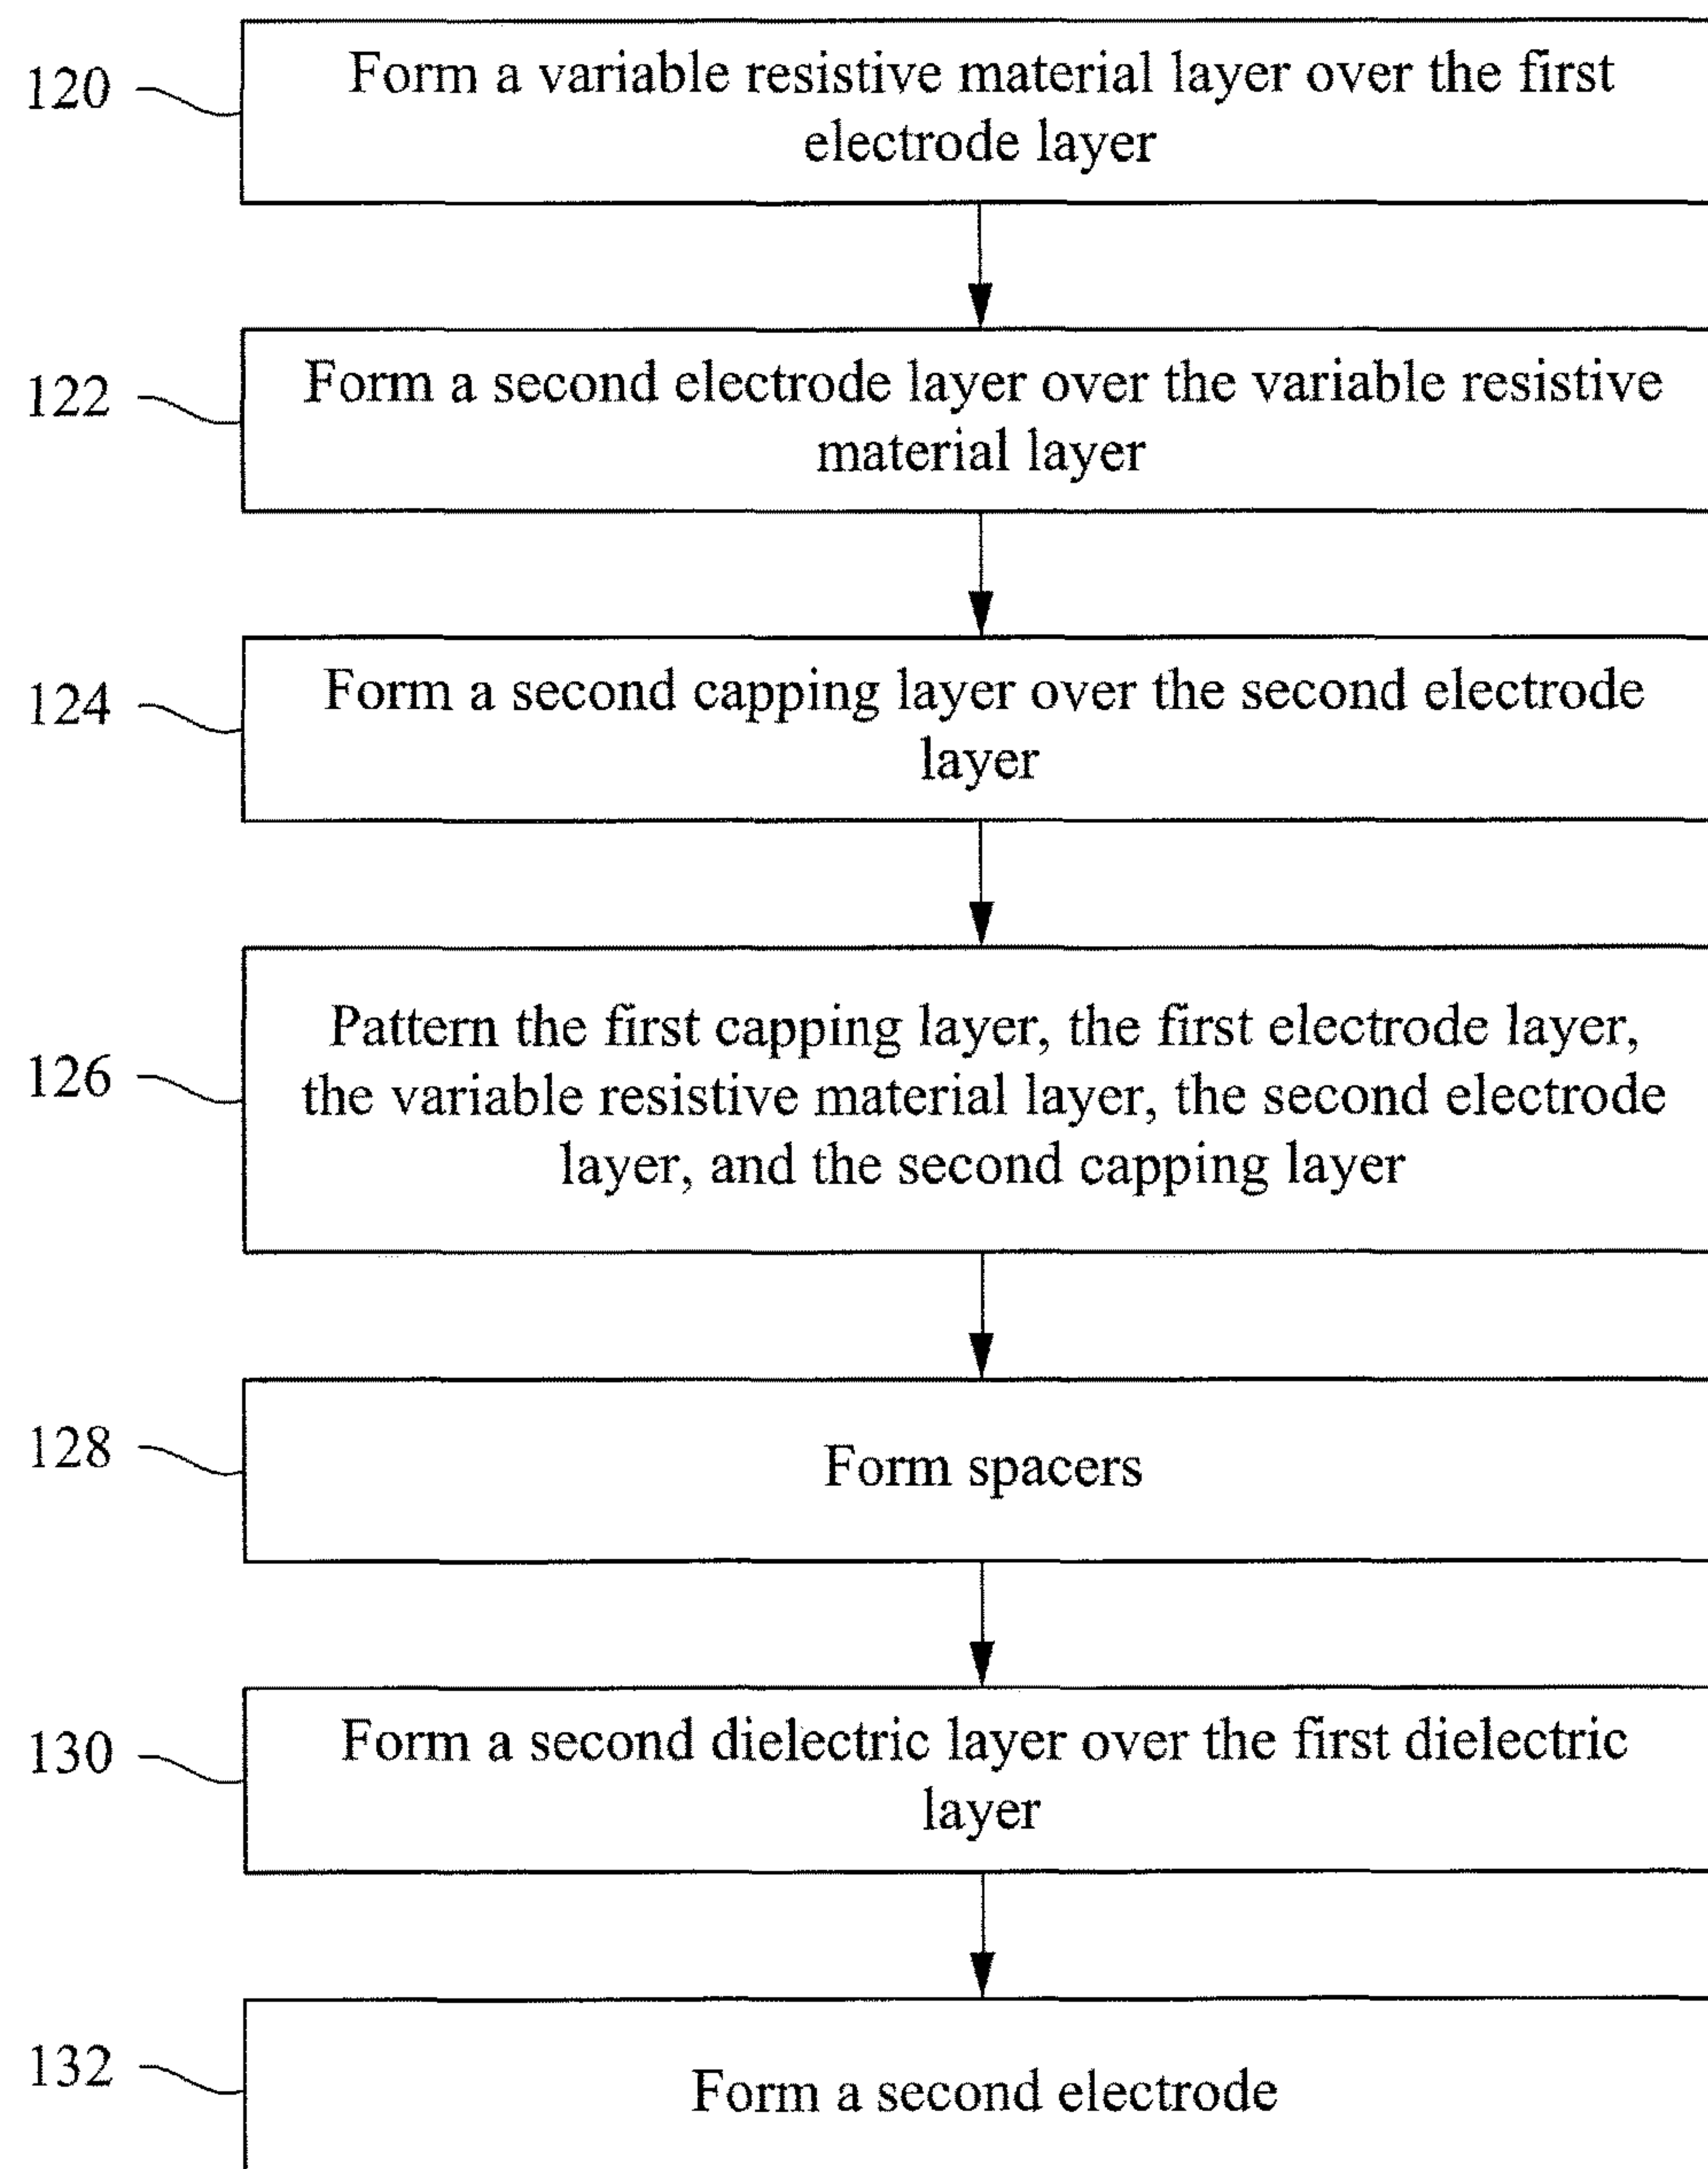 120
Form a variable resistive material layer over the first
electrode layer
122
Form a second electrode layer over the variable resistive
material layer
124
Form a second capping layer over the second electrode
layer
126
Pattern the first capping layer, the first electrode layer,
the variable resistive material layer, the second electrode
layer, and the second capping layer
128
Form spacers
130
Form a second dielectric layer over the first dielectric
layer
132
Form a second electrode